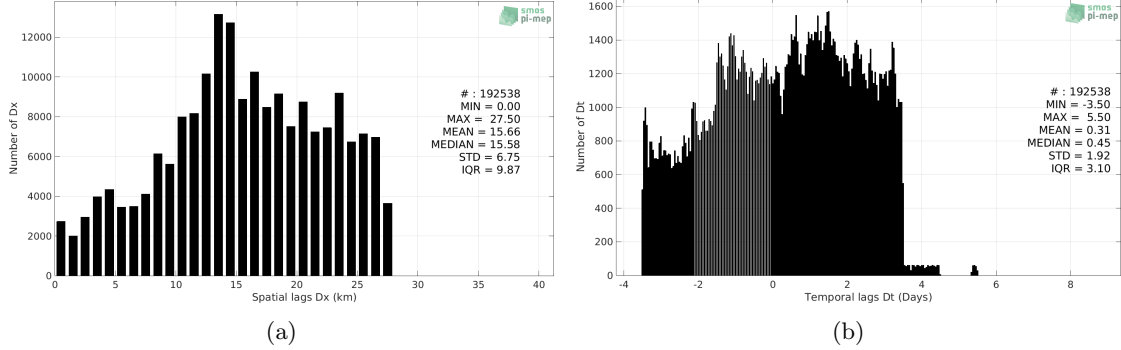 smos
pi-mep
12000
10000
8000
6000
4000
2000
0
Number of Dx
# : 192538
MIN = 0.00
MAX = 27.50
MEAN = 15.66
MEDIAN = 15.58
STD = 6.75
IQR = 9.87
0 5 10 15 20 25 30 35 40
Spatial lags Dx (km)
(a)
smos
pi-mep
1600
1400
1200
1000
800
600
400
200
0
Number of Dt
# : 192538
MIN = -3.50
MAX = 5.50
MEAN = 0.31
MEDIAN = 0.45
STD = 1.92
IQR = 3.10
-4 -2 0 2 4 6 8
Temporal lags Dt (Days)
(b)